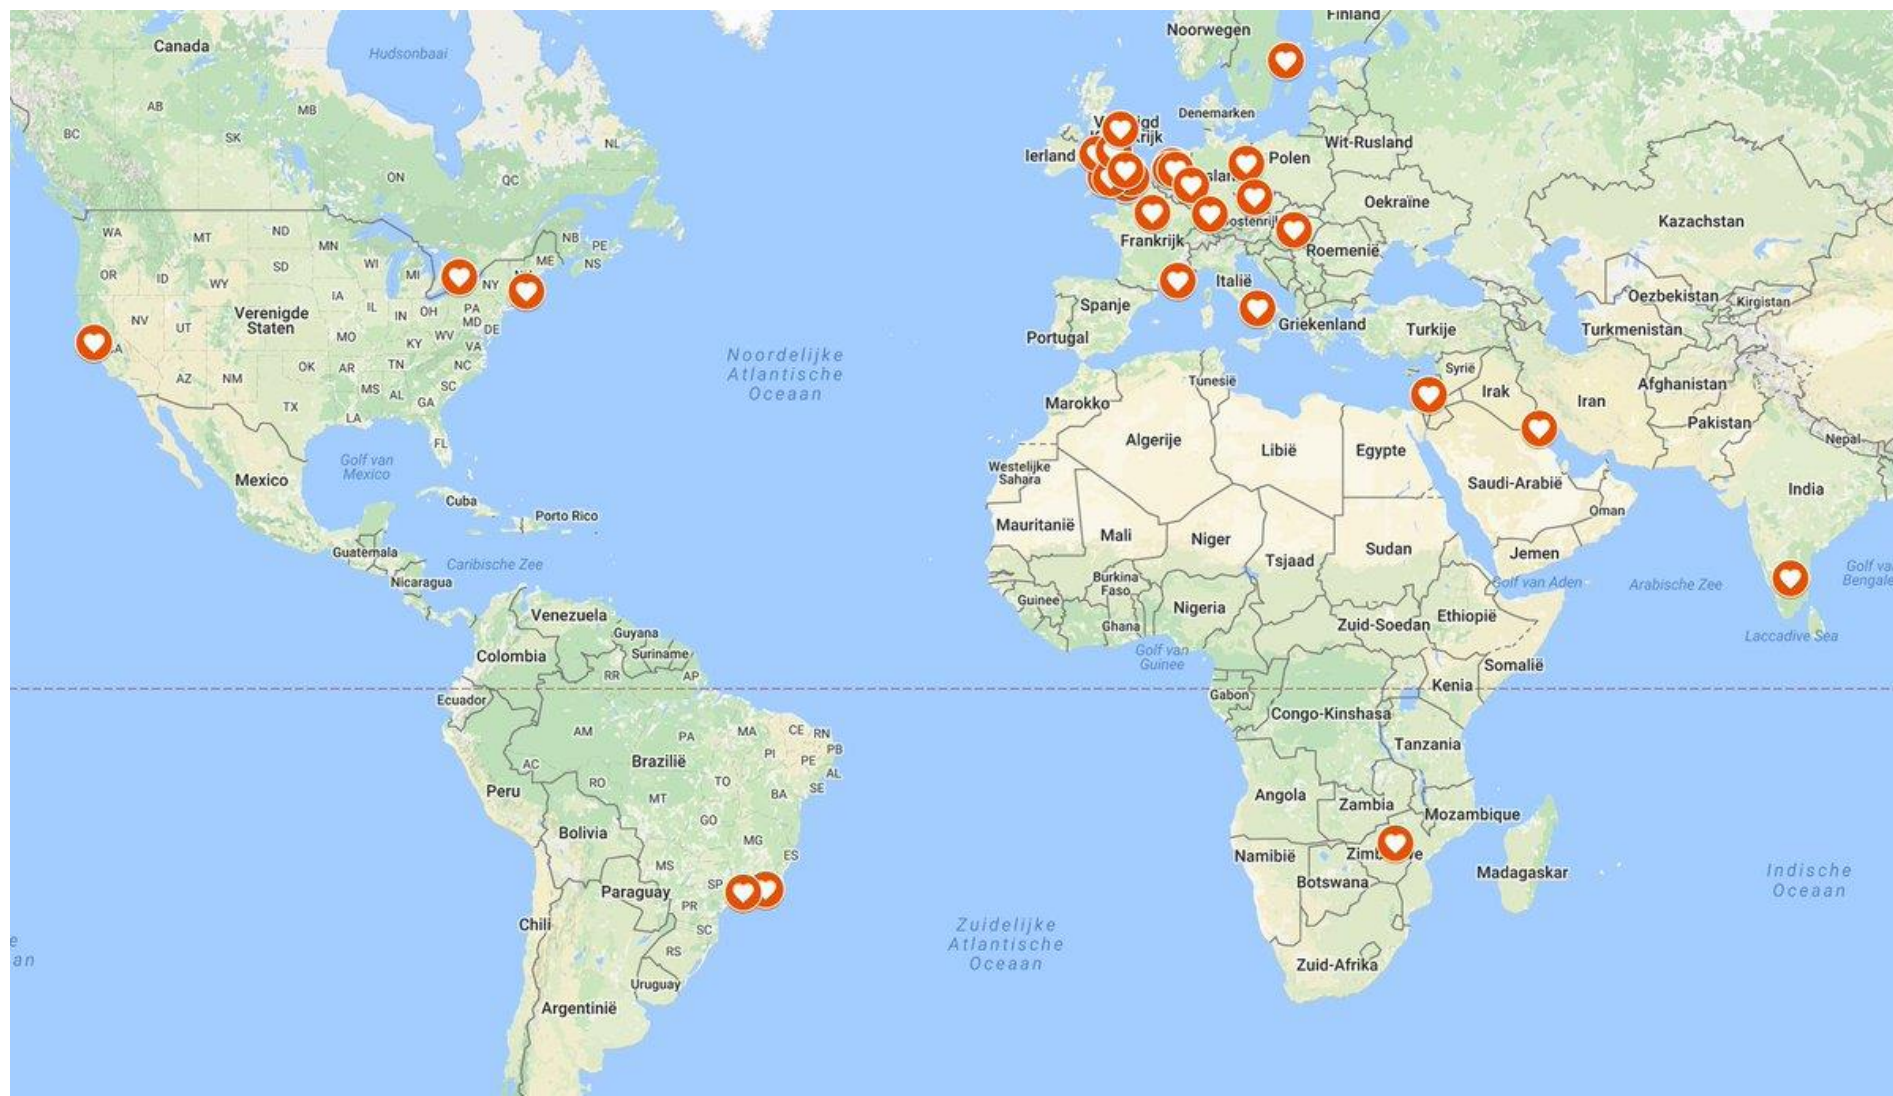 Finland
Noorwegen
Canada
Hudsonbaai
AB
MB
Denemarken
BC
SK
NL
Wit-Rusland
Ierland
Polen
ON
QC
Oekraïne
Kazachstan
WA
MT
ND
MN
NB
PE
Frankrijk
Roemenië
ME
NS
WI
OR
ID
SD
MI
WY
NY
Italië
Oezbekistan
Kirgistan
IA
IL
IN
OH
PA
Spanje
Verenigde
Staten
NV
UT
MD
DE
Griekenland
Turkije
Turkmenistan
MO
KY
WV
VA
Portugal
Noordelijke
Atlantische
Oceaan
OK
AR
TN
NC
Syrië
AZ
NM
MS
AL
SC
Tunesië
Afghanistan
Irak
Iran
TX
GA
Marokko
LA
Pakistan
FL
Algerije
Libië
Egypte
Nepal
Golf van
Mexico
Westelijke
Sahara
Mexico
Saudi-Arabië
India
Cuba
Porto Rico
Oman
Mauritanië
Mali
Niger
Sudan
Jemen
Guatemala
Caribische Zee
Tsjaad
Nicaragua
Burkina
Faso
Golf van Aden
Arabische Zee
Guinee
Nigeria
Venezuela
Ethiopië
Ghana
Zuid-Soedan
Guyana
Laccadive Sea
Colombia
Suriname
Golf van
Guinee
Somalië
RR
AP
Kenia
Ecuador
Gabon
Congo-Kinshasa
AM
PA
MA
CE
RN
Tanzania
PB
PI
PE
AC
Brazilië
RO
TO
AL
SE
Peru
MT
BA
Angola
Zambia
Mozambique
GO
Bolivia
MG
ES
Namibië
MS
Madagaskar
Indische
Oceaan
Botswana
SP
Paraguay
PR
Chili
SC
Zuidelijke
Atlantische
Oceaan
RS
Zuid-Afrika
Uruguay
Argentinië